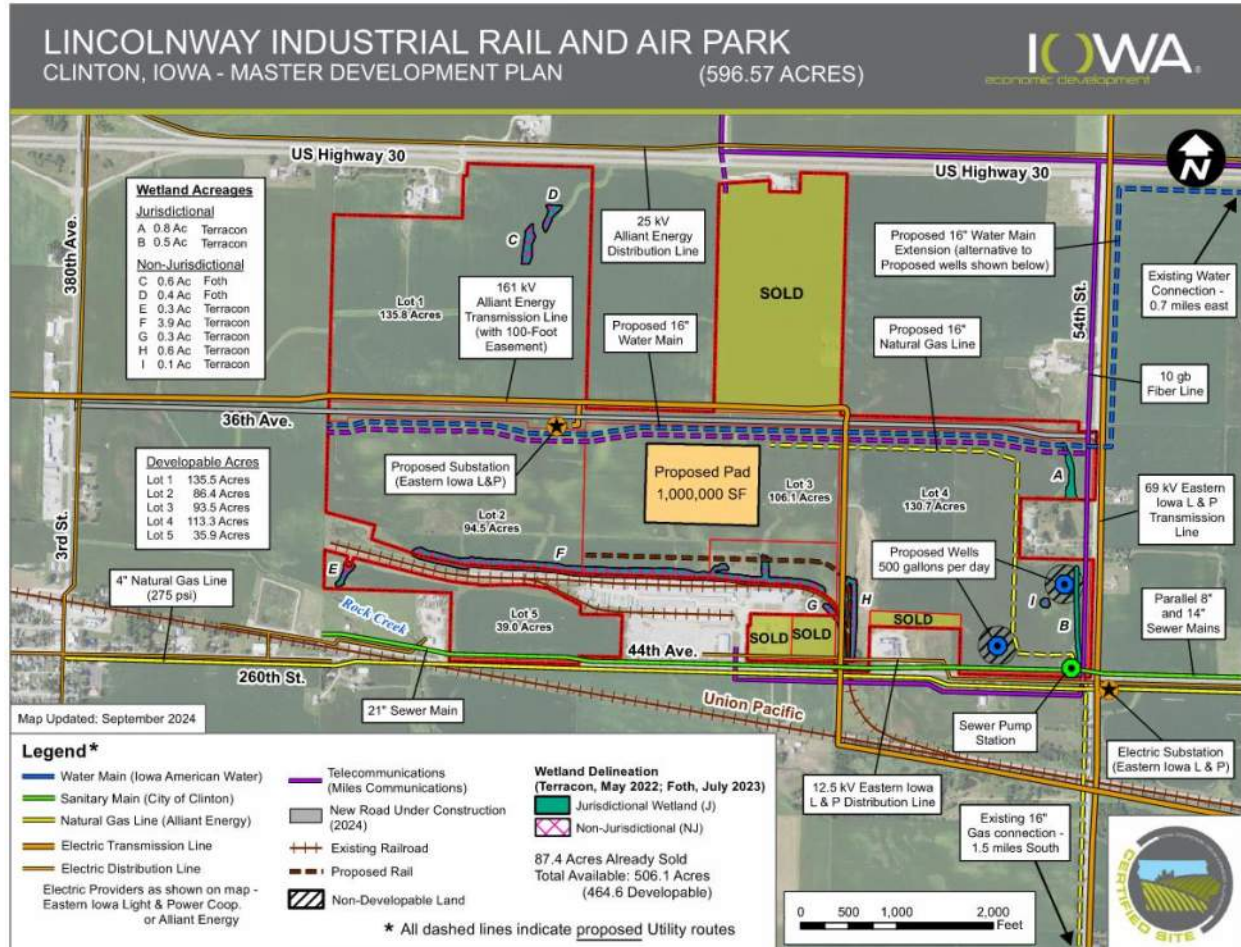 LINCOLNWAY INDUSTRIAL RAIL AND AIR PARK
CLINTON, IOWA - MASTER DEVELOPMENT PLAN (596.57 ACRES)
IOWA®
economic development
US Highway 30
US Highway 30
N
Wetland Acreages
Jurisdictional
A 0.8 Ac Terracon
B 0.5 Ac Terracon
Non-Jurisdictional
C 0.6 Ac Foth
D 0.4 Ac Foth
E 0.3 Ac Terracon
F 3.9 Ac Terracon
G 0.3 Ac Terracon
H 0.6 Ac Terracon
I 0.1 Ac Terracon
380th Ave.
D
C
25 kV
Alliant Energy
Distribution Line
Lot 1
135.8 Acres
161 kV
Alliant Energy
Transmission Line
(with 100-Foot
Easement)
Proposed 16"
Water Main
SOLD
Proposed 16" Water Main
Extension (alternative to
Proposed wells shown below)
Proposed 16"
Natural Gas Line
54th St.
Existing Water
Connection -
0.7 miles east
10 gb
Fiber Line
36th Ave.
Developable Acres
Lot 1 135.5 Acres
Lot 2 86.4 Acres
Lot 3 93.5 Acres
Lot 4 113.3 Acres
Lot 5 35.9 Acres
Proposed Substation
(Eastern Iowa L&P)
Proposed Pad
1,000,000 SF
Lot 3
106.1 Acres
Lot 4
130.7 Acres
A
69 kV Eastern
Iowa L & P
Transmission
Line
Lot 2
94.5 Acres
3rd St.
4" Natural Gas Line
(275 psi)
E
F
G
H
Proposed Wells
500 gallons per day
I
B
Parallel 8"
and 14"
Sewer Mains
Rock Creek
Lot 5
39.0 Acres
SOLD
SOLD
SOLD
44th Ave.
260th St.
21" Sewer Main
Union Pacific
Sewer Pump
Station
Electric Substation
(Eastern Iowa L & P)
12.5 kV Eastern Iowa
L & P Distribution Line
Existing 16"
Gas connection -
1.5 miles South
Map Updated: September 2024
Legend*
Water Main (Iowa American Water)
Sanitary Main (City of Clinton)
Natural Gas Line (Alliant Energy)
Electric Transmission Line
Electric Distribution Line
Electric Providers as shown on map -
Eastern Iowa Light & Power Coop.
or Alliant Energy
Telecommunications
(Miles Communications)
New Road Under Construction
(2024)
Existing Railroad
Proposed Rail
Non-Developable Land
Wetland Delineation
(Terracon, May 2022; Foth, July 2023)
Jurisdictional Wetland (J)
Non-Jurisdictional (NJ)
87.4 Acres Already Sold
Total Available: 506.1 Acres
(464.6 Developable)
* All dashed lines indicate proposed Utility routes
0 500 1,000 2,000
Feet
CERTIFIED SITE